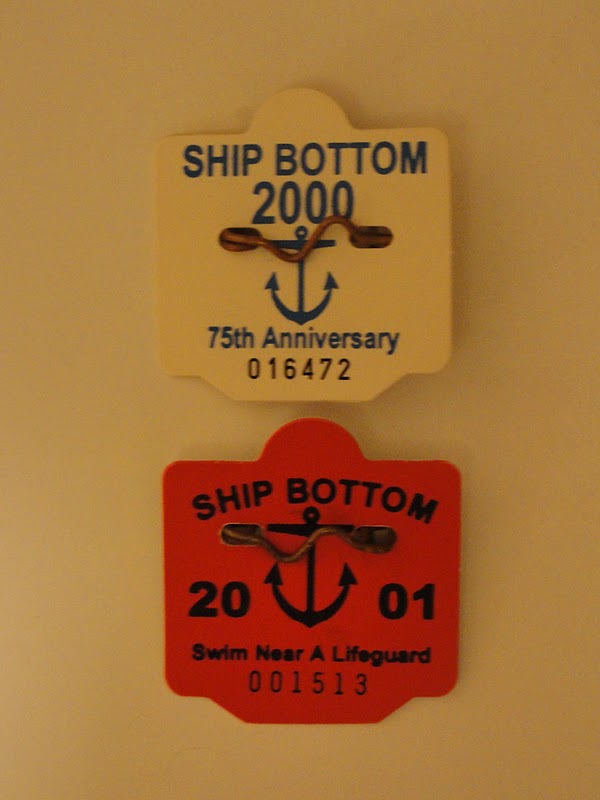 SHIP BOTTOM
2000
75th Anniversary
016472
SHIP BOTTOM
20 01
Swim Near A Lifeguard
001513